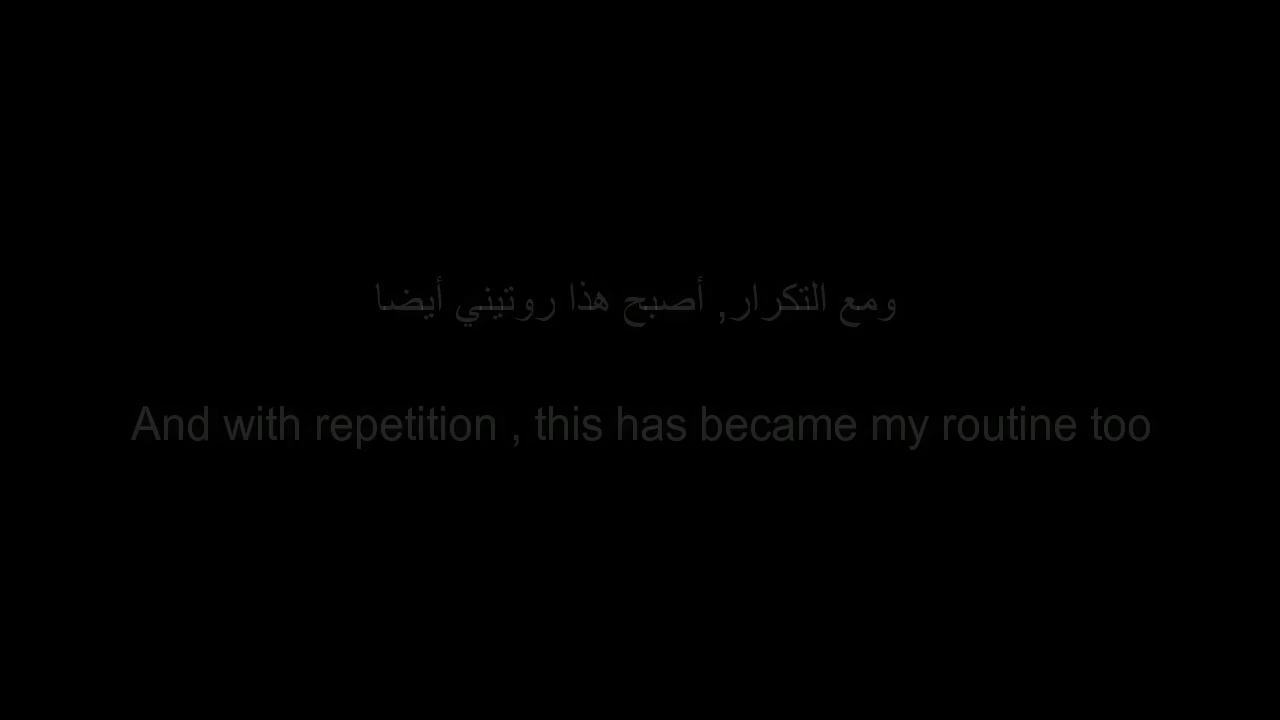 ومع التكرار, أصبح هذا روتيني أيضا
And with repetition , this has became my routine too